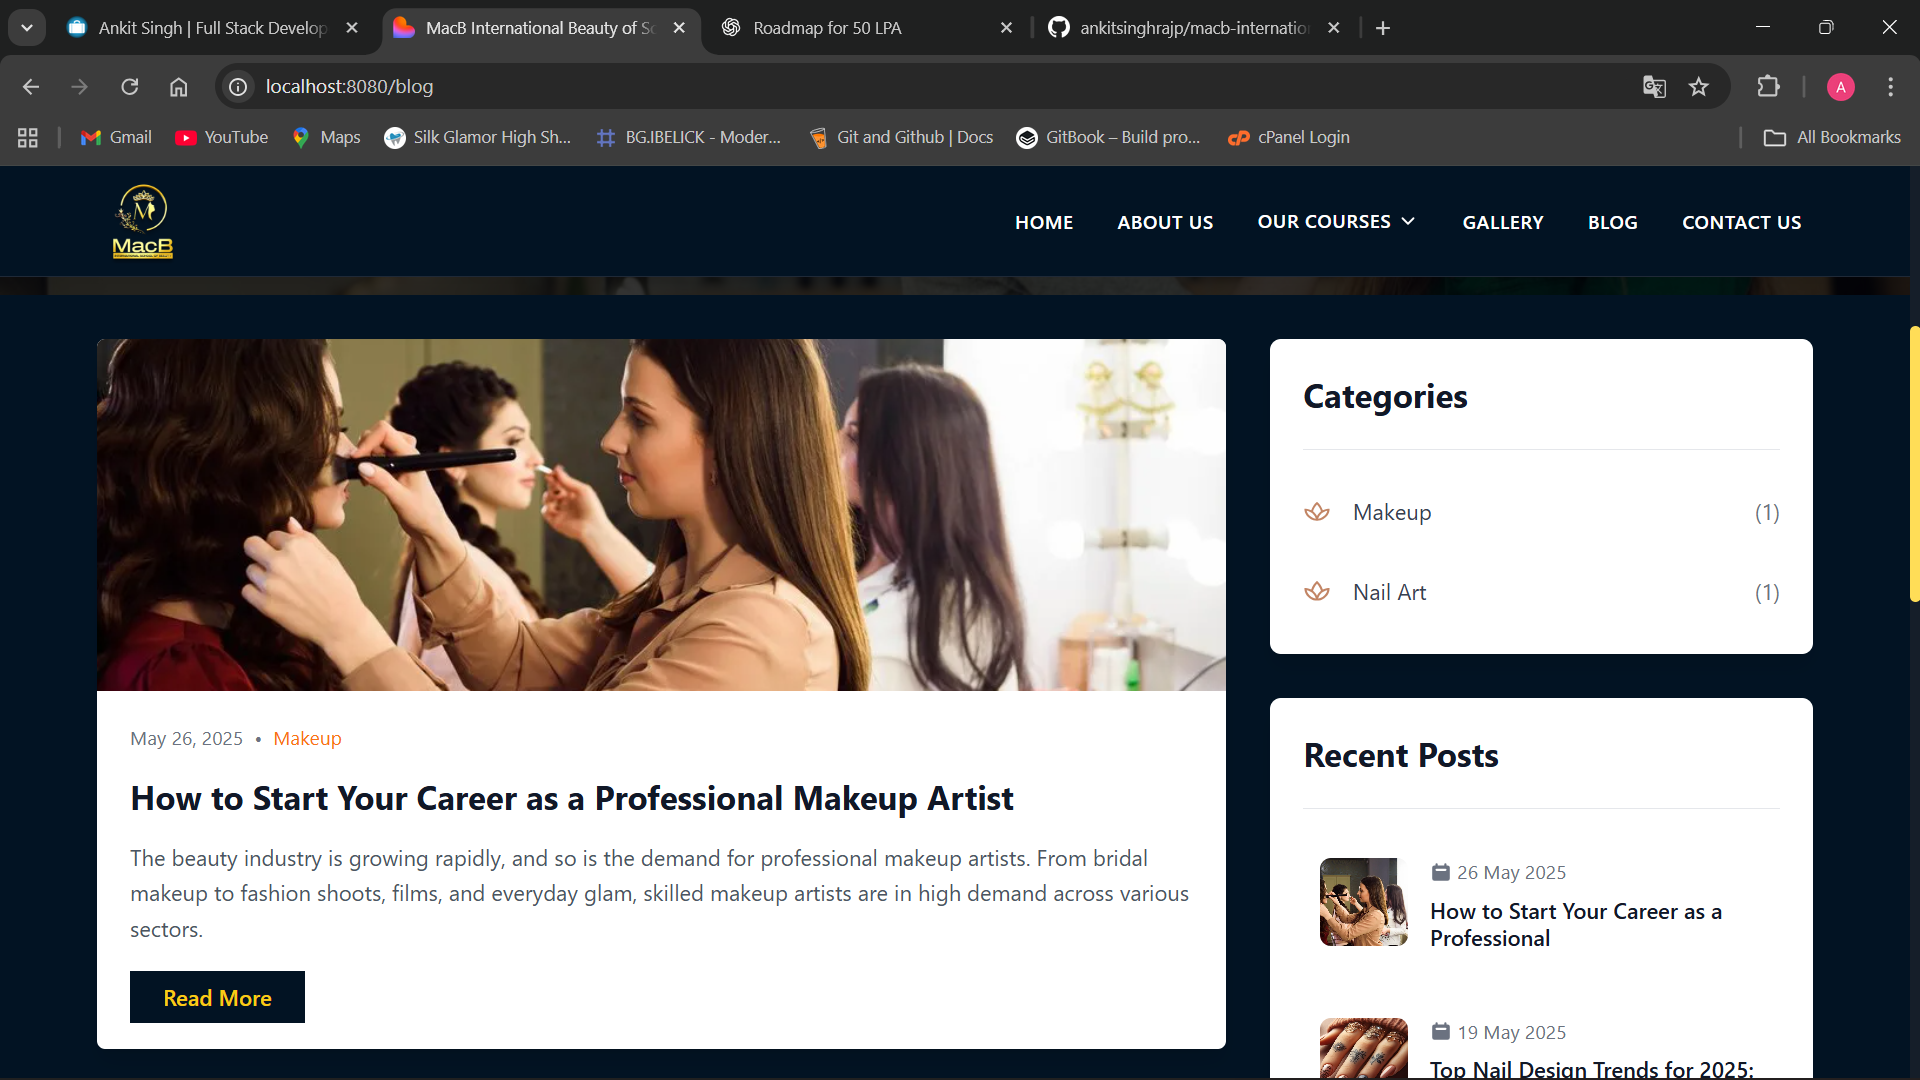 Ankit Singh | Full Stack Develop
MacB International Beauty of Sc
Roadmap for 50 LPA
ankitsinghrajp/macb-internatio
localhost:8080/blog
A
Gmail
YouTube
Maps
Silk Glamor High Sh...
BG.IBELICK - Moder...
Git and Github | Docs
GitBook – Build pro...
cPanel Login
All Bookmarks
M
MacB
HOME
ABOUT US
OUR COURSES
GALLERY
BLOG
CONTACT US
May 26, 2025 • Makeup
How to Start Your Career as a Professional Makeup Artist
The beauty industry is growing rapidly, and so is the demand for professional makeup artists. From bridal
makeup to fashion shoots, films, and everyday glam, skilled makeup artists are in high demand across various
sectors.
Read More
Categories
Makeup (1)
Nail Art (1)
Recent Posts
26 May 2025
How to Start Your Career as a
Professional
19 May 2025
Top Nail Design Trends for 2025: